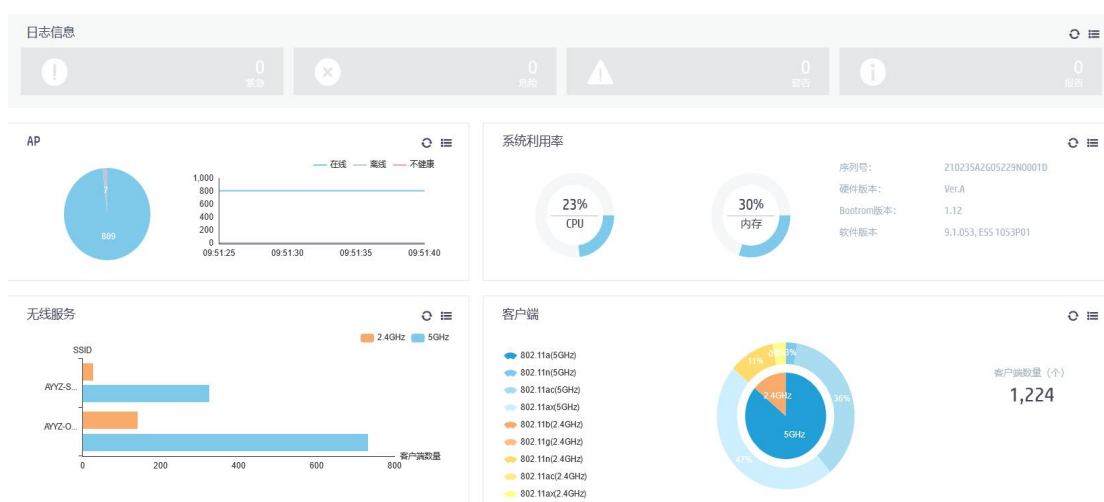 日志信息
0
紧急
0
危险
0
警告
0
报告
AP
在线
离线
不健康
7
809
1,000
800
600
400
200
0
09:51:25
09:51:30
09:51:35
09:51:40
系统利用率
23%
CPU
30%
内存
序列号：
210235A2G05229N0001D
硬件版本：
Ver.A
Bootrom版本：
1.12
软件版本
9.1.053, ESS 1053P01
无线服务
2.4GHz
5GHz
SSID
AYYZ-S...
AYYZ-O...
0
200
400
600
800
客户端数量
客户端
802.11a(5GHz)
802.11n(5GHz)
802.11ac(5GHz)
802.11ax(5GHz)
802.11b(2.4GHz)
802.11g(2.4GHz)
802.11n(2.4GHz)
802.11ac(2.4GHz)
802.11ax(2.4GHz)
11%
3%
36%
47%
2.4GHz
5GHz
客户端数量（个）
1,224